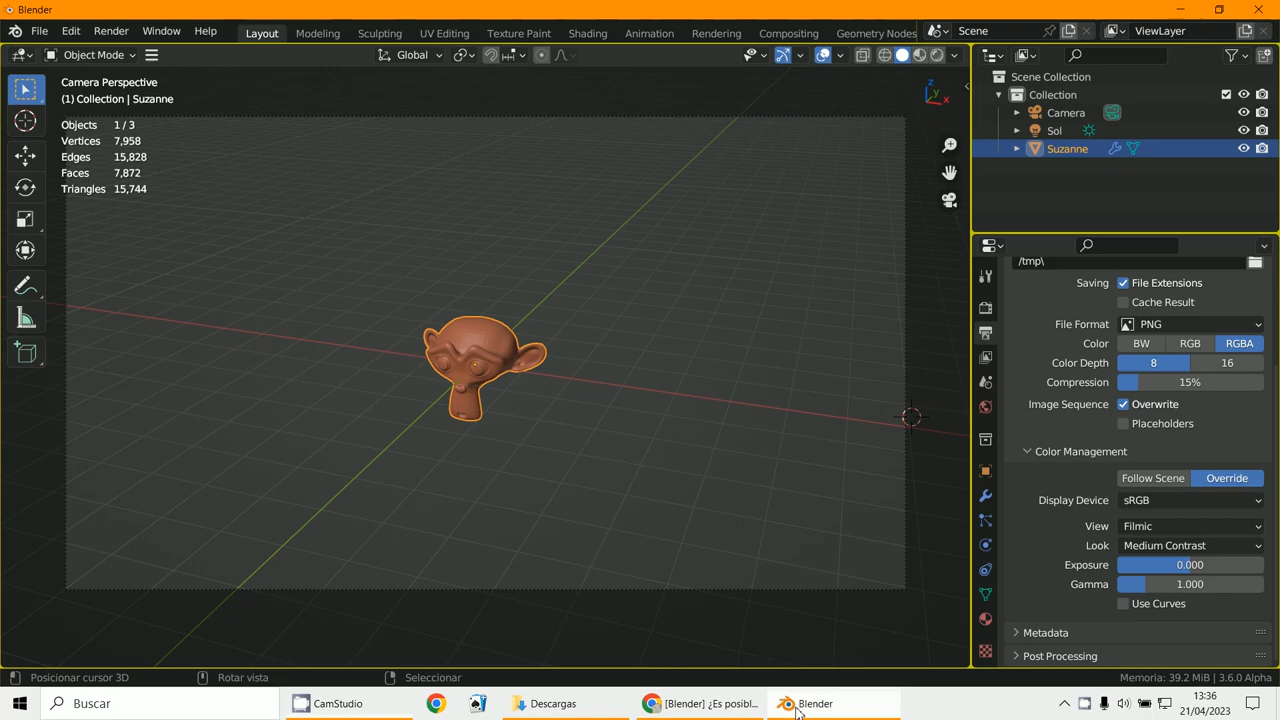 Blender
File Edit Render Window Help
Layout Modeling Sculpting UV Editing Texture Paint Shading Animation Rendering Compositing Geometry Nodes
Scene
ViewLayer
Object Mode
Global
Camera Perspective
(1) Collection | Suzanne
Objects 1 / 3
Vertices 7,958
Edges 15,828
Faces 7,872
Triangles 15,744
Z
Y
X
Scene Collection
Collection
Camera
Sol
Suzanne
/tmp\
Saving File Extensions
Cache Result
File Format PNG
Color BW RGB RGBA
Color Depth 8 16
Compression 15%
Image Sequence Overwrite
Placeholders
Color Management
Follow Scene Override
Display Device sRGB
View Filmic
Look Medium Contrast
Exposure 0.000
Gamma 1.000
Use Curves
Metadata
Post Processing
Posicionar cursor 3D Rotar vista Seleccionar
Memoria: 39.2 MiB | 3.6.0 Alpha
Buscar
CamStudio
Descargas
[Blender] ¿Es posibl...
Blender
13:36
21/04/2023